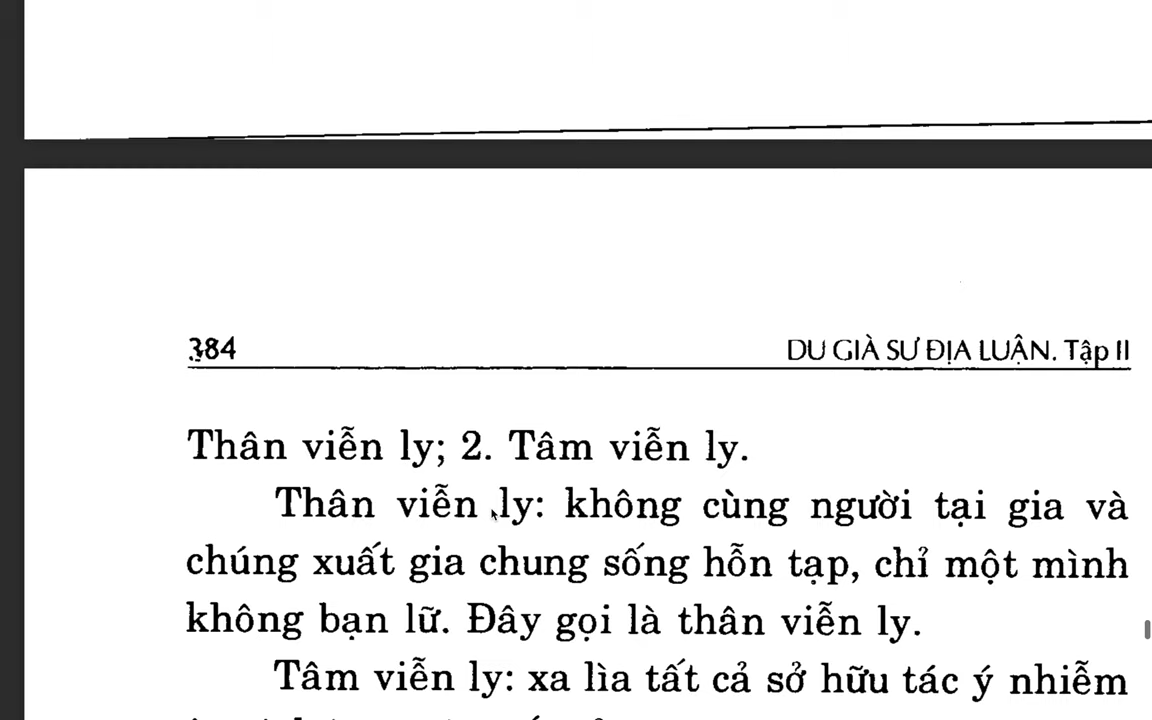 384
DU GIÀ SƯ ĐỊA LUẬN. Tập II
Thân viễn ly; 2. Tâm viễn ly.
Thân viễn ly: không cùng người tại gia và
chúng xuất gia chung sống hỗn tạp, chỉ một mình
không bạn lữ. Đây gọi là thân viễn ly.
Tâm viễn ly: xa lìa tất cả sở hữu tác ý nhiễm